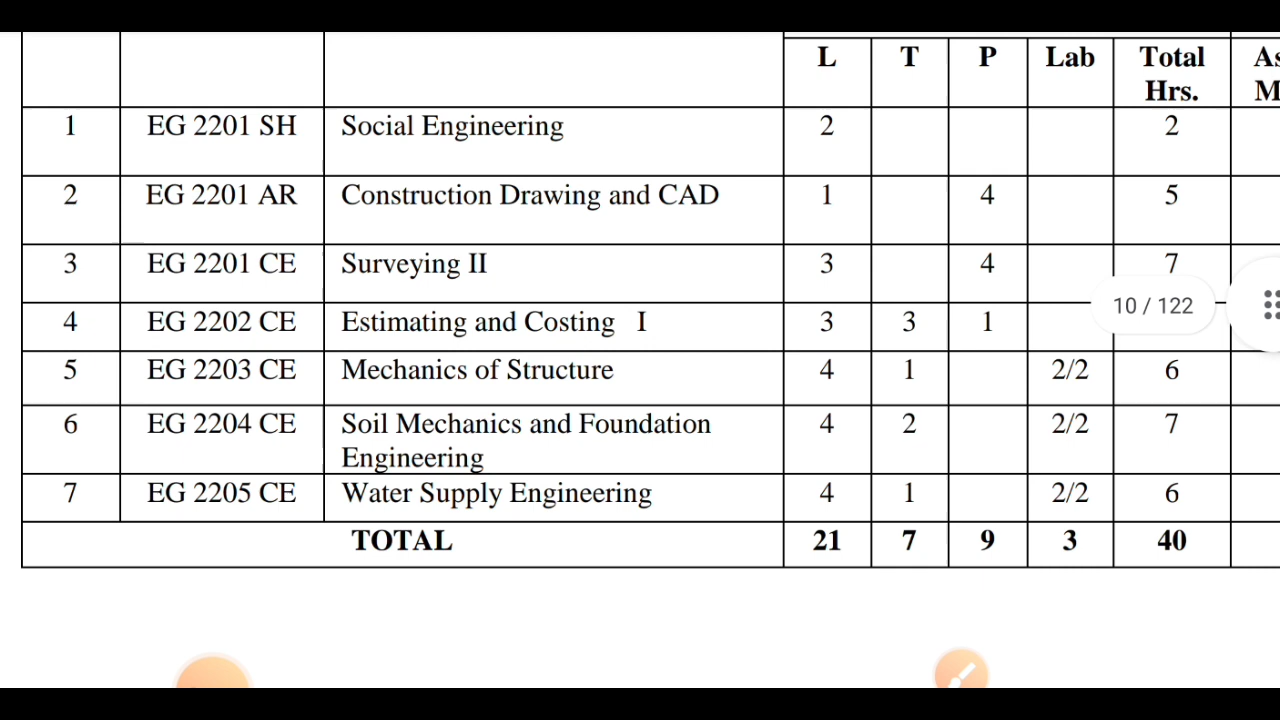 L T P Lab Total Hrs.
1 EG 2201 SH Social Engineering 2 2
2 EG 2201 AR Construction Drawing and CAD 1 4 5
3 EG 2201 CE Surveying II 3 4 7
10 / 122
4 EG 2202 CE Estimating and Costing I 3 3 1
5 EG 2203 CE Mechanics of Structure 4 1 2/2 6
6 EG 2204 CE Soil Mechanics and Foundation 4 2 2/2 7
Engineering
7 EG 2205 CE Water Supply Engineering 4 1 2/2 6
TOTAL 21 7 9 3 40